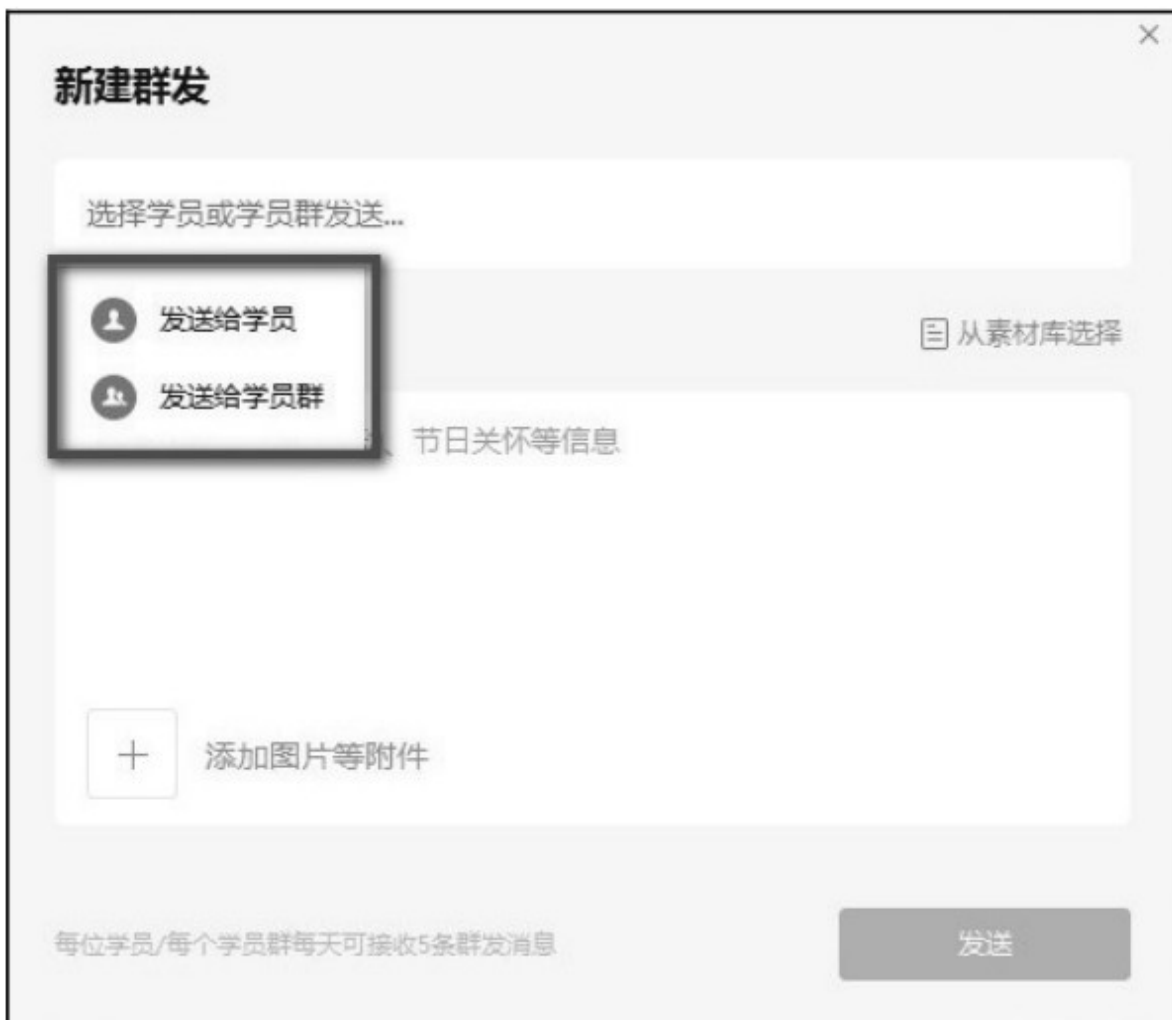 新建群发
选择学员或学员群发送...
发送给学员
从素材库选择
发送给学员群
、节日关怀等信息
添加图片等附件
每位学员/每个学员群每天可接收5条群发消息
发送